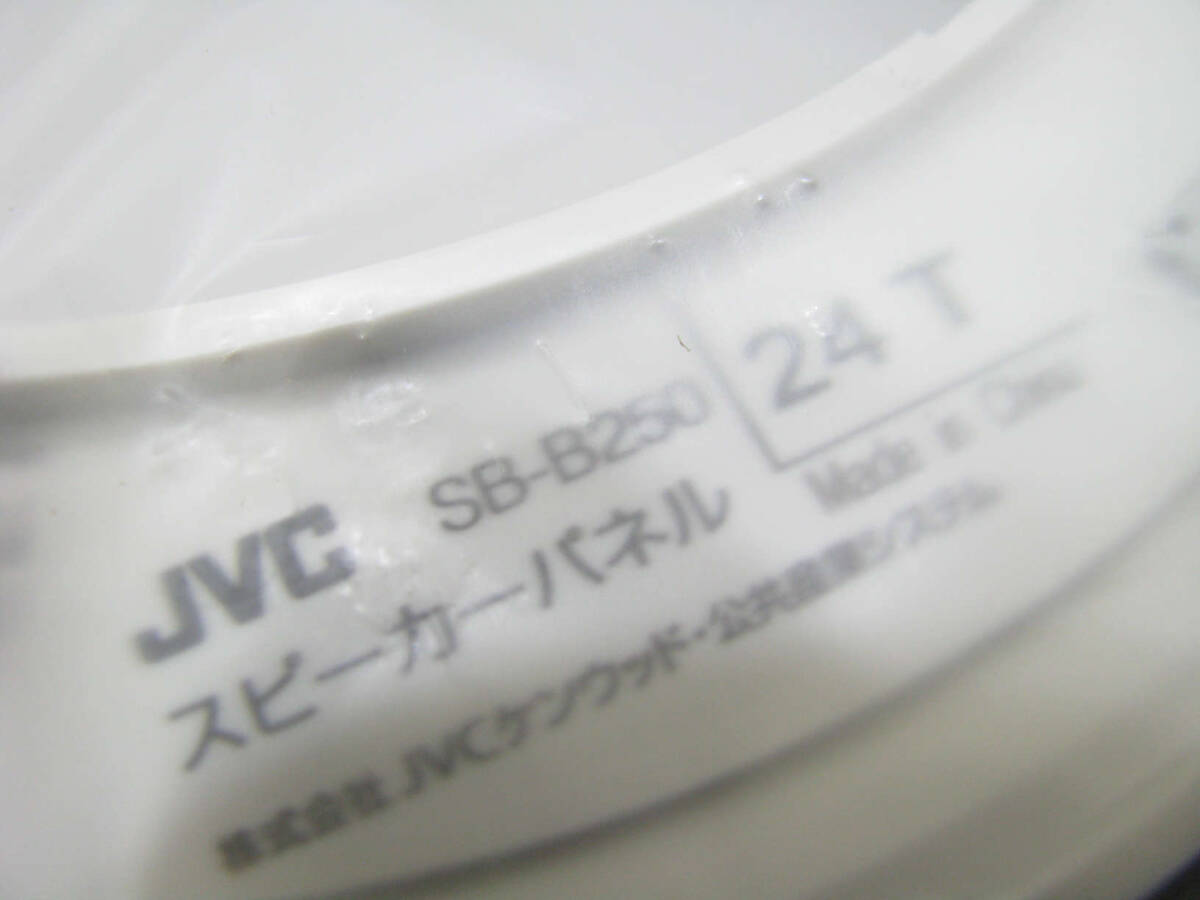 JVC SB-B250 24 T
スピーカーパネル Made in China
株式会社 JVCケンウッド・公共産業システム